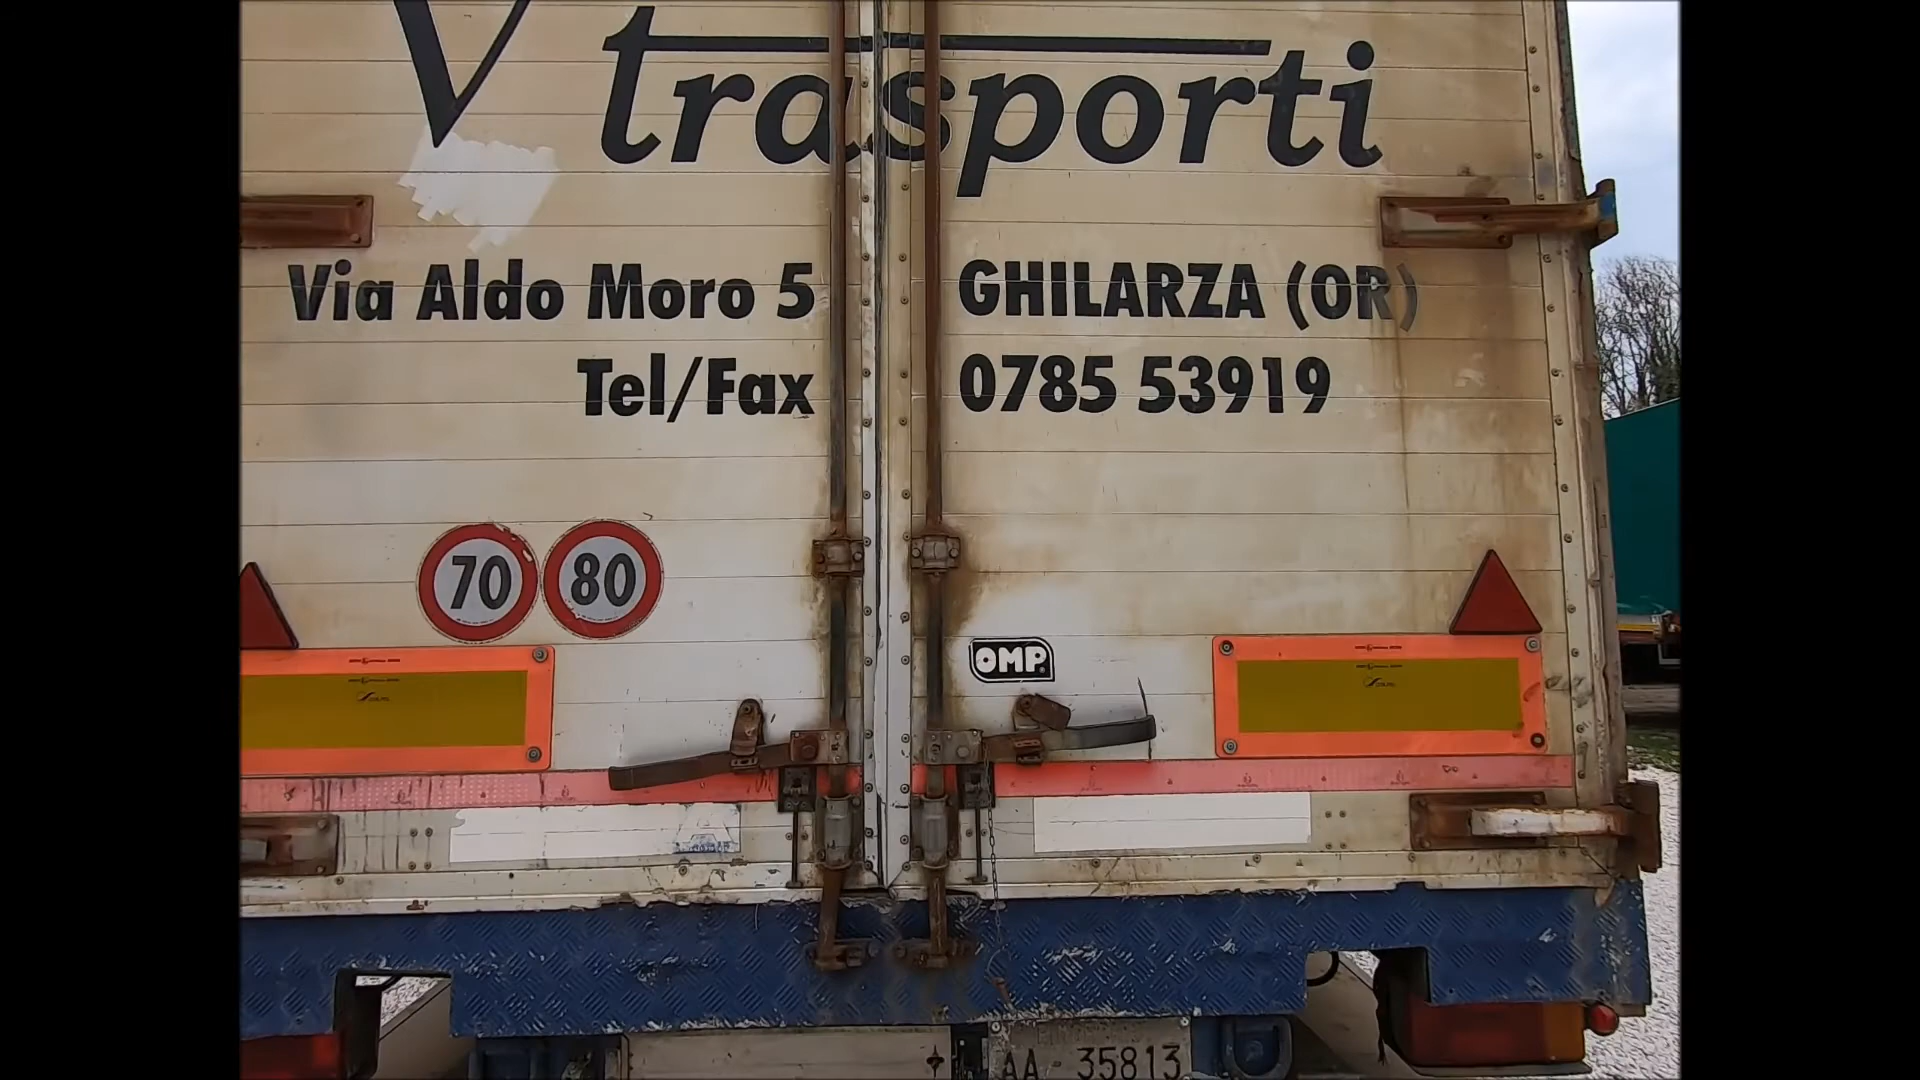 V trasporti
Via Aldo Moro 5 GHILARZA (OR)
Tel/Fax 0785 53919
70 80
OMP
AA 35813